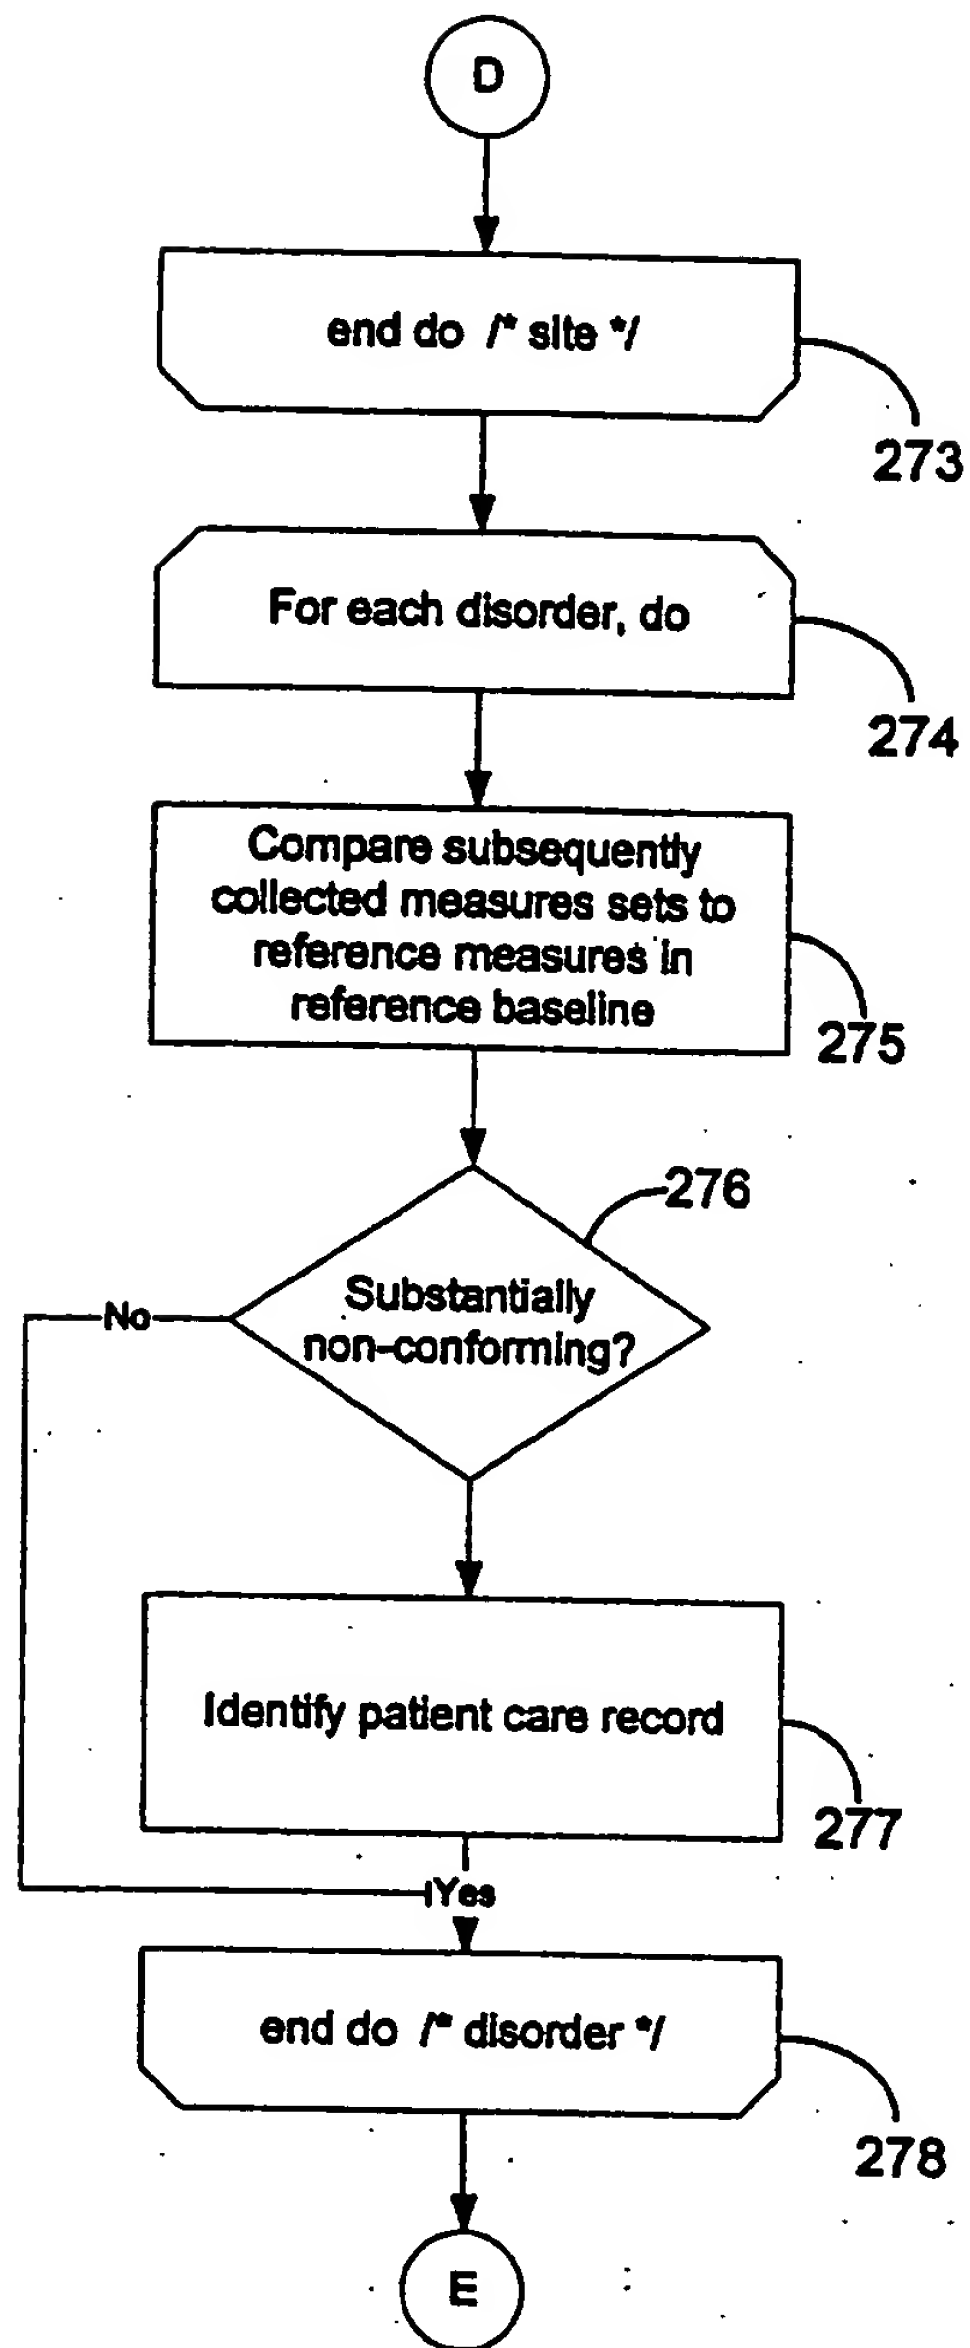 D
end do /* site */
273
For each disorder, do
274
Compare subsequently
collected measures sets to
reference measures in
reference baseline
275
276
Substantially
non-conforming?
No
Identify patient care record
277
Yes
end do /* disorder */
278
E